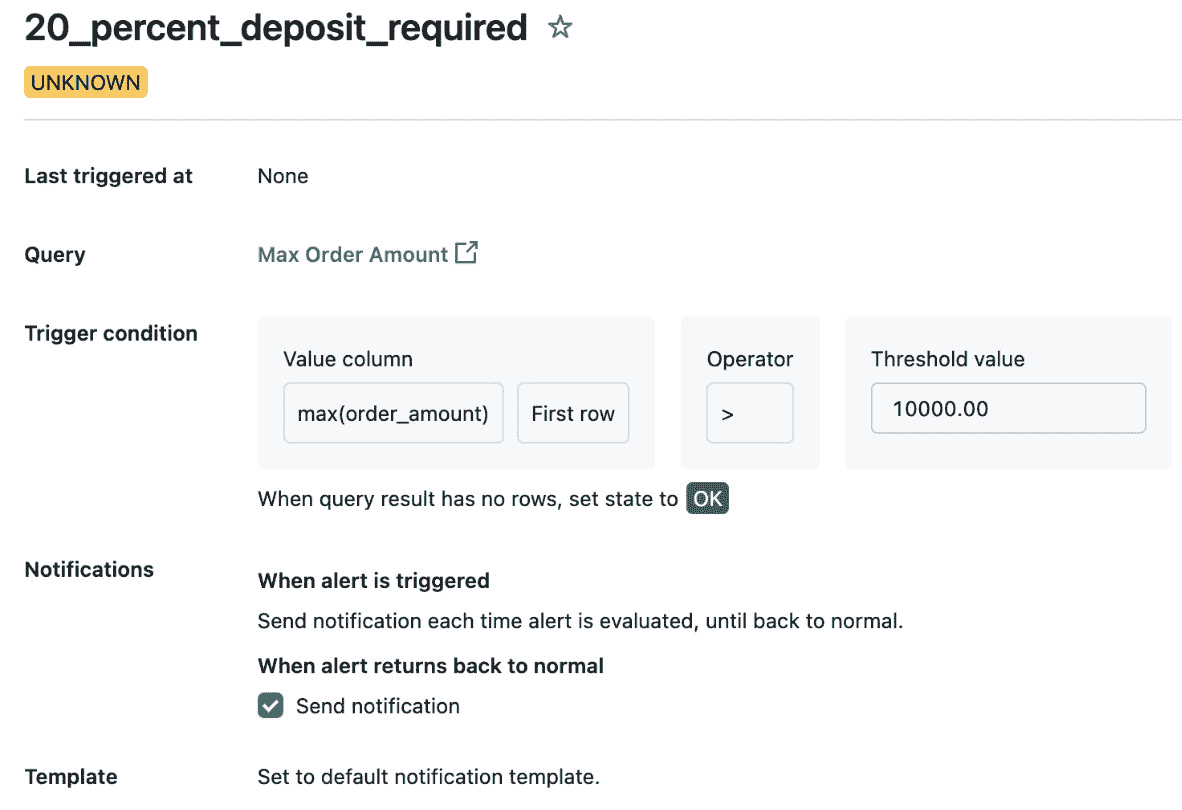 20_percent_deposit_required
UNKNOWN
Last triggered at None
Query Max Order Amount
Trigger condition
Value column Operator Threshold value
max(order_amount) First row > 10000.00
When query result has no rows, set state to OK
Notifications
When alert is triggered
Send notification each time alert is evaluated, until back to normal.
When alert returns back to normal
Send notification
Template Set to default notification template.